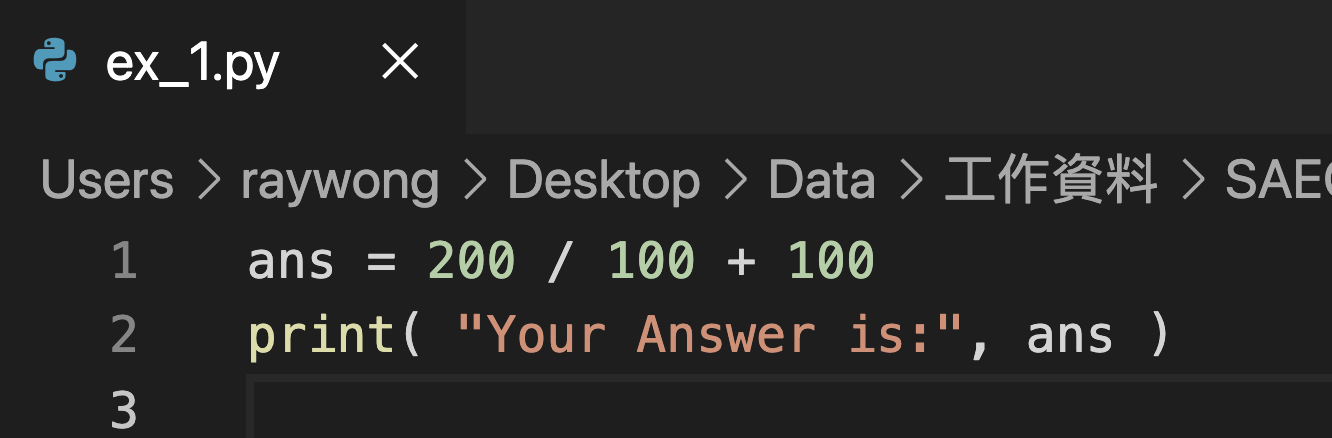 ex_1.py
Users > raywong > Desktop > Data > 工作資料 > SAE
1 ans = 200 / 100 + 100
2 print( "Your Answer is:", ans )
3